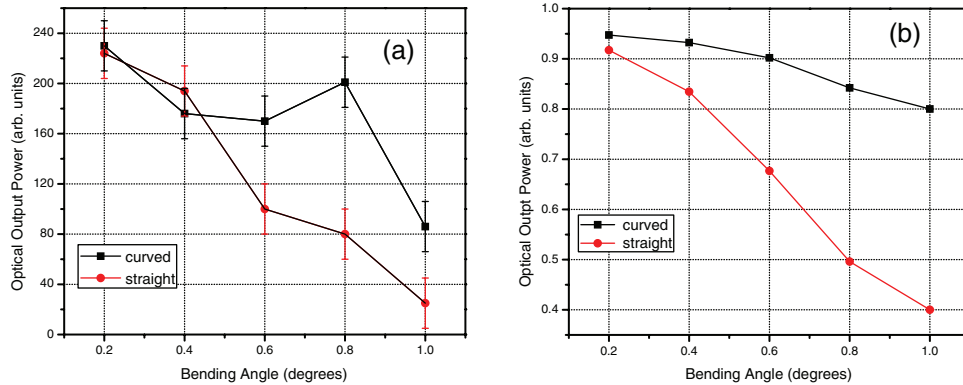 (a)
Optical Output Power (arb. units)
240
200
160
120
80
40
0
curved
straight
0.2 0.4 0.6 0.8 1.0
Bending Angle (degrees)
(b)
Optical Outpt Power (arb. units)
1.0
0.9
0.8
0.7
0.6
0.5
0.4
curved
straight
0.2 0.4 0.6 0.8 1.0
Bending Angle (degrees)